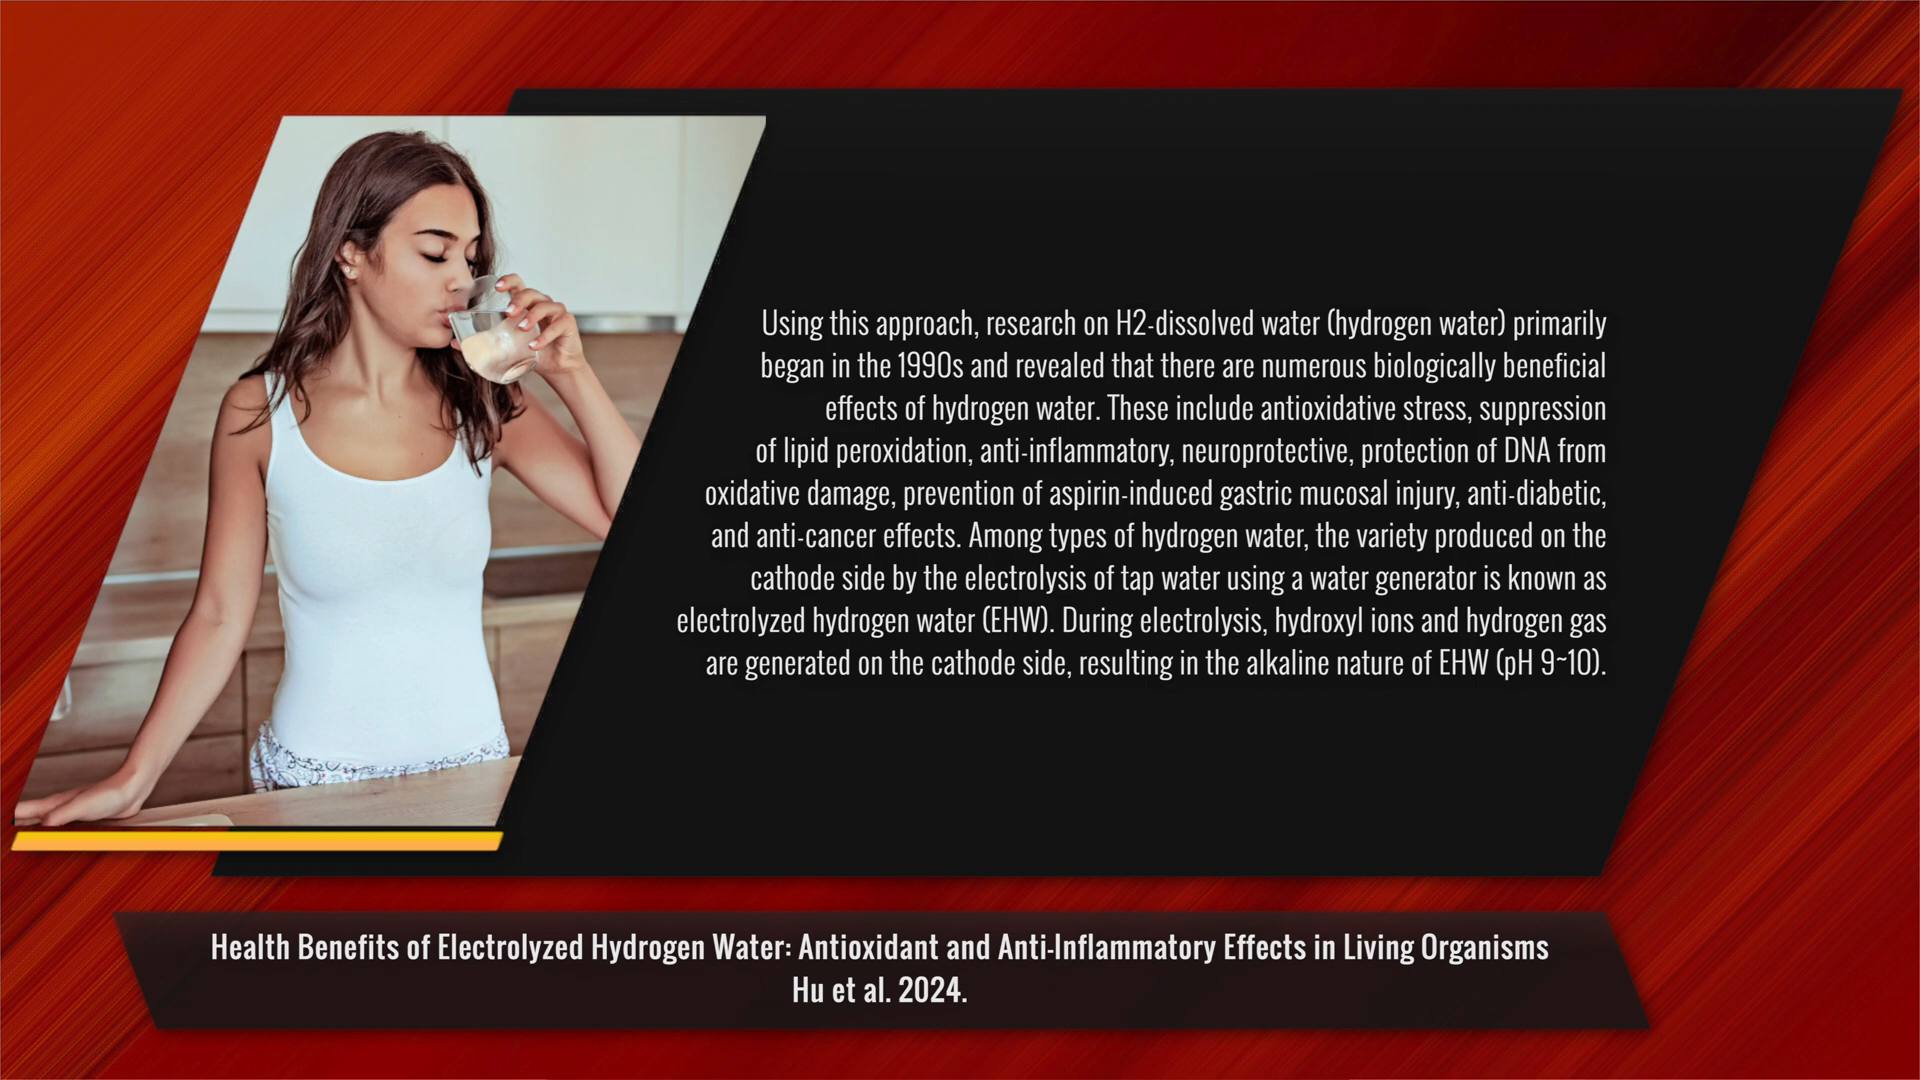 Using this approach, research on H2-dissolved water (hydrogen water) primarily
began in the 1990s and revealed that there are numerous biologically beneficial
effects of hydrogen water. These include antioxidative stress, suppression
of lipid peroxidation, anti-inflammatory, neuroprotective, protection of DNA from
oxidative damage, prevention of aspirin-induced gastric mucosal injury, anti-diabetic,
and anti-cancer effects. Among types of hydrogen water, the variety produced on the
cathode side by the electrolysis of tap water using a water generator is known as
electrolyzed hydrogen water (EHW). During electrolysis, hydroxyl ions and hydrogen gas
are generated on the cathode side, resulting in the alkaline nature of EHW (pH 9~10).
Health Benefits of Electrolyzed Hydrogen Water: Antioxidant and Anti-Inflammatory Effects in Living Organisms
Hu et al. 2024.